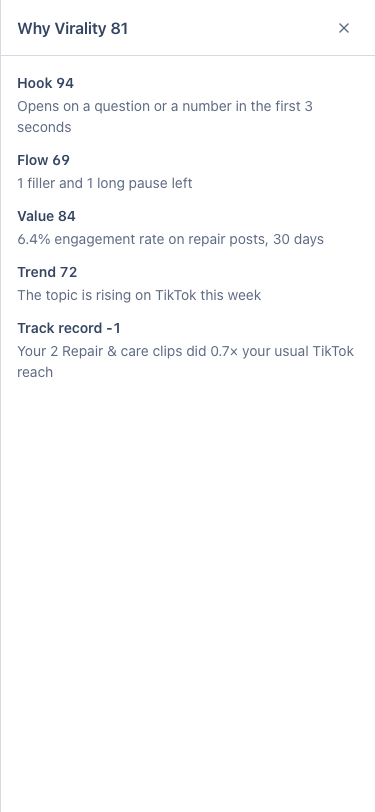 Why Virality 81
Hook 94
Opens on a question or a number in the first 3
seconds
Flow 69
1 filler and 1 long pause left
Value 84
6.4% engagement rate on repair posts, 30 days
Trend 72
The topic is rising on TikTok this week
Track record -1
Your 2 Repair & care clips did 0.7× your usual TikTok
reach